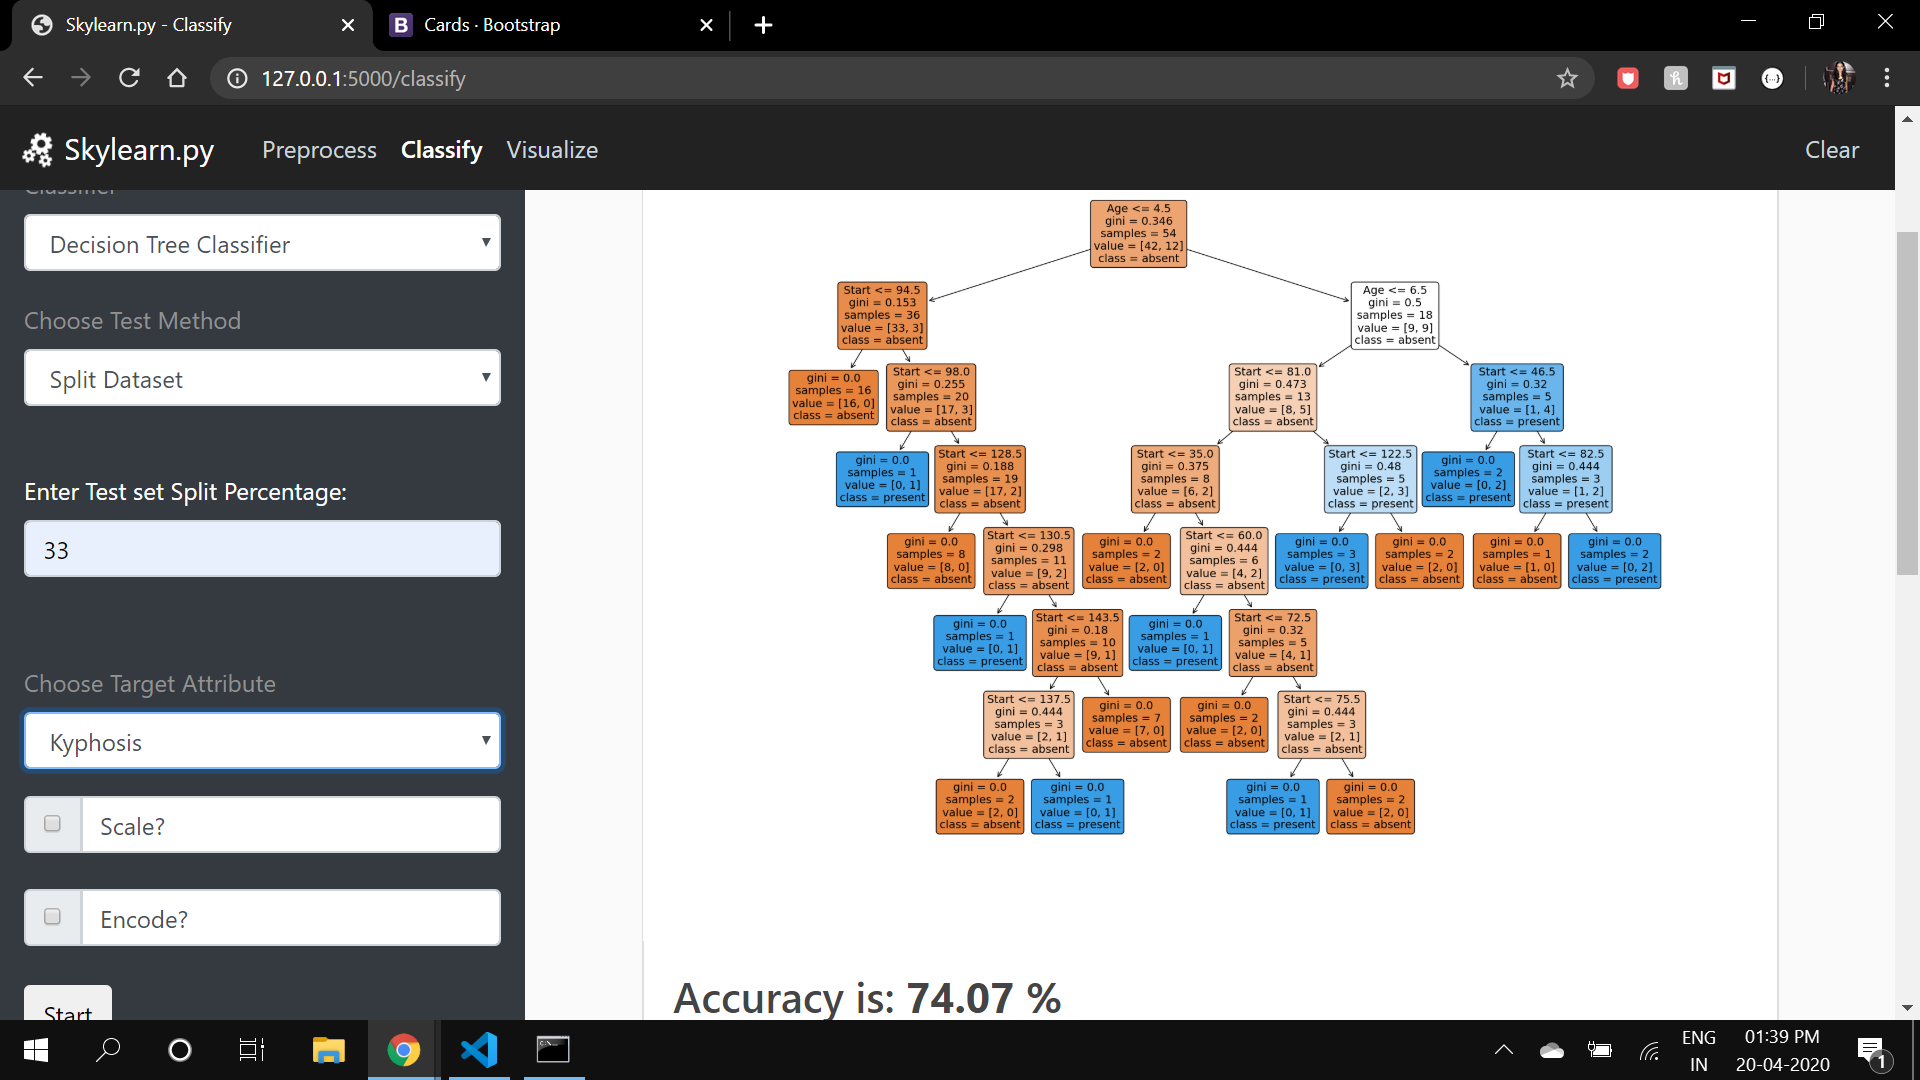 Skylearn.py - Classify
Cards · Bootstrap
127.0.0.1:5000/classify
Skylearn.py
Preprocess
Classify
Visualize
Clear
Classifier
Decision Tree Classifier
Choose Test Method
Split Dataset
Enter Test set Split Percentage:
33
Choose Target Attribute
Kyphosis
Scale?
Encode?
Start
Age <= 4.5
gini = 0.346
samples = 54
value = [42, 12]
class = absent
Start <= 94.5
gini = 0.153
samples = 36
value = [33, 3]
class = absent
Age <= 6.5
gini = 0.5
samples = 18
value = [9, 9]
class = absent
gini = 0.0
samples = 16
value = [16, 0]
class = absent
Start <= 98.0
gini = 0.255
samples = 20
value = [17, 3]
class = absent
Start <= 81.0
gini = 0.473
samples = 13
value = [8, 5]
class = absent
Start <= 46.5
gini = 0.32
samples = 5
value = [1, 4]
class = present
gini = 0.0
samples = 1
value = [0, 1]
class = present
Start <= 128.5
gini = 0.188
samples = 19
value = [17, 2]
class = absent
Start <= 35.0
gini = 0.375
samples = 8
value = [6, 2]
class = absent
Start <= 122.5
gini = 0.48
samples = 5
value = [2, 3]
class = present
gini = 0.0
samples = 2
value = [0, 2]
class = present
Start <= 82.5
gini = 0.444
samples = 3
value = [1, 2]
class = present
gini = 0.0
samples = 8
value = [8, 0]
class = absent
Start <= 130.5
gini = 0.298
samples = 11
value = [9, 2]
class = absent
gini = 0.0
samples = 2
value = [2, 0]
class = absent
Start <= 60.0
gini = 0.444
samples = 6
value = [4, 2]
class = absent
gini = 0.0
samples = 3
value = [0, 3]
class = present
gini = 0.0
samples = 2
value = [2, 0]
class = absent
gini = 0.0
samples = 1
value = [1, 0]
class = absent
gini = 0.0
samples = 2
value = [0, 2]
class = present
gini = 0.0
samples = 1
value = [0, 1]
class = present
Start <= 143.5
gini = 0.18
samples = 10
value = [9, 1]
class = absent
gini = 0.0
samples = 1
value = [0, 1]
class = present
Start <= 72.5
gini = 0.32
samples = 5
value = [4, 1]
class = absent
Start <= 137.5
gini = 0.444
samples = 3
value = [2, 1]
class = absent
gini = 0.0
samples = 7
value = [7, 0]
class = absent
gini = 0.0
samples = 2
value = [2, 0]
class = absent
Start <= 75.5
gini = 0.444
samples = 3
value = [2, 1]
class = absent
gini = 0.0
samples = 2
value = [2, 0]
class = absent
gini = 0.0
samples = 1
value = [0, 1]
class = present
gini = 0.0
samples = 1
value = [0, 1]
class = present
gini = 0.0
samples = 2
value = [2, 0]
class = absent
Accuracy is: 74.07 %
ENG
IN
01:39 PM
20-04-2020
1